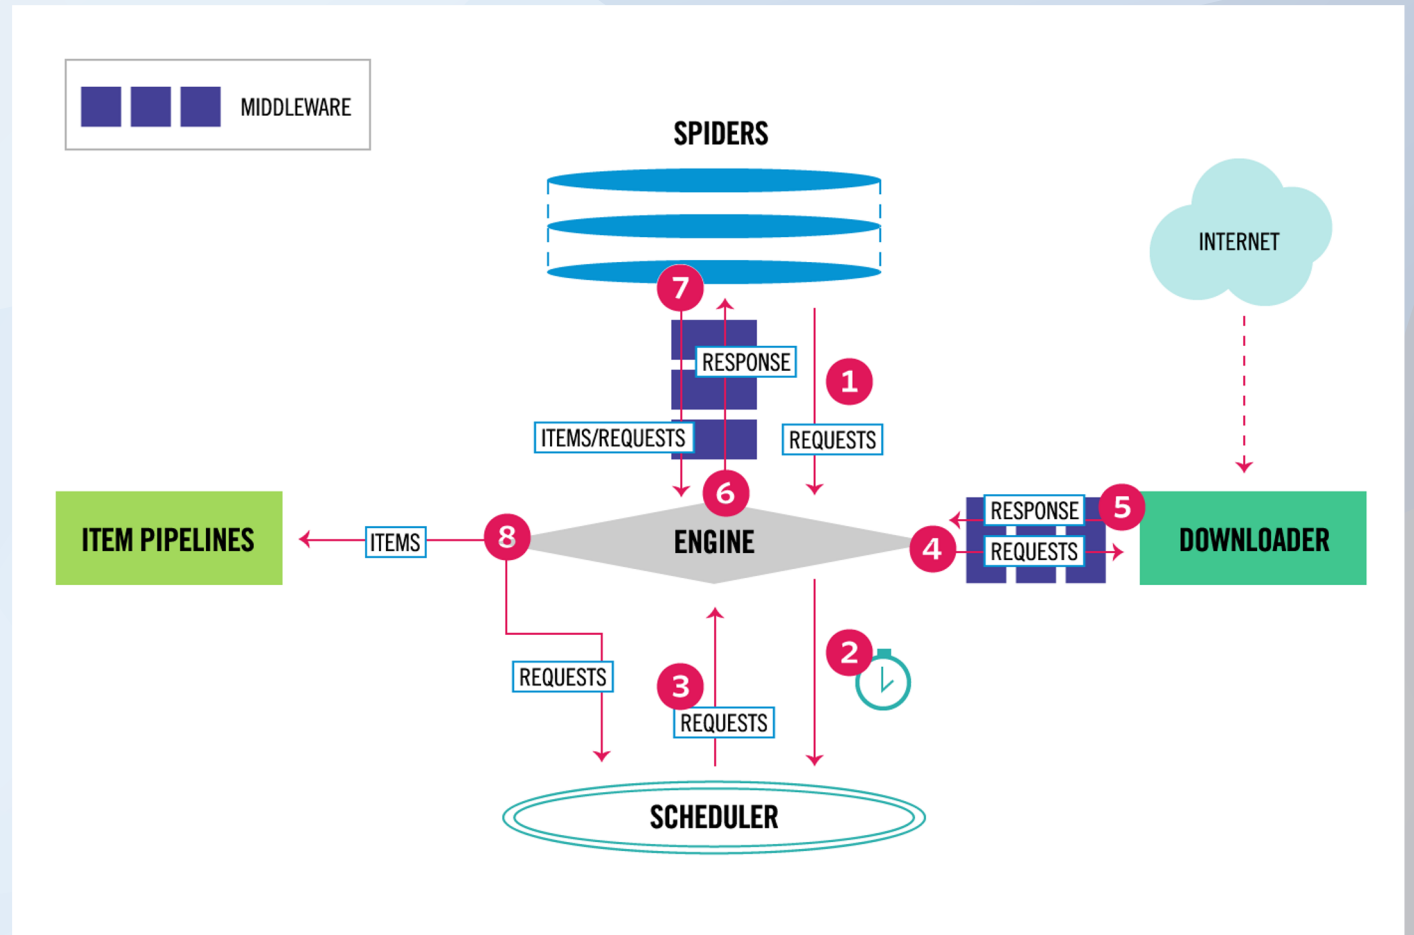 MIDDLEWARE
SPIDERS
INTERNET
7
RESPONSE
1
ITEMS/REQUESTS
REQUESTS
6
5
RESPONSE
ITEM PIPELINES
ITEMS
8
ENGINE
4
REQUESTS
DOWNLOADER
2
REQUESTS
3
REQUESTS
SCHEDULER